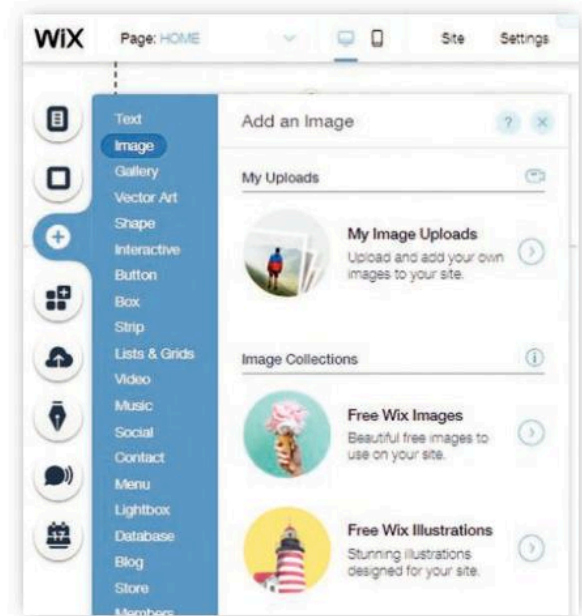 WiX
Page: HOME
Site
Settings
Text
Image
Gallery
Vector Art
Shape
Interactive
Button
Box
Strip
Lists & Grids
Video
Music
Social
Contact
Menu
Lightbox
Database
Blog
Store
Members
Add an Image
?
My Uploads
My Image Uploads
Upload and add your own
images to your site.
Image Collections
i
Free Wix Images
Beautiful free images to
use on your site.
Free Wix Illustrations
Stunning illustrations
designed for your site.
17